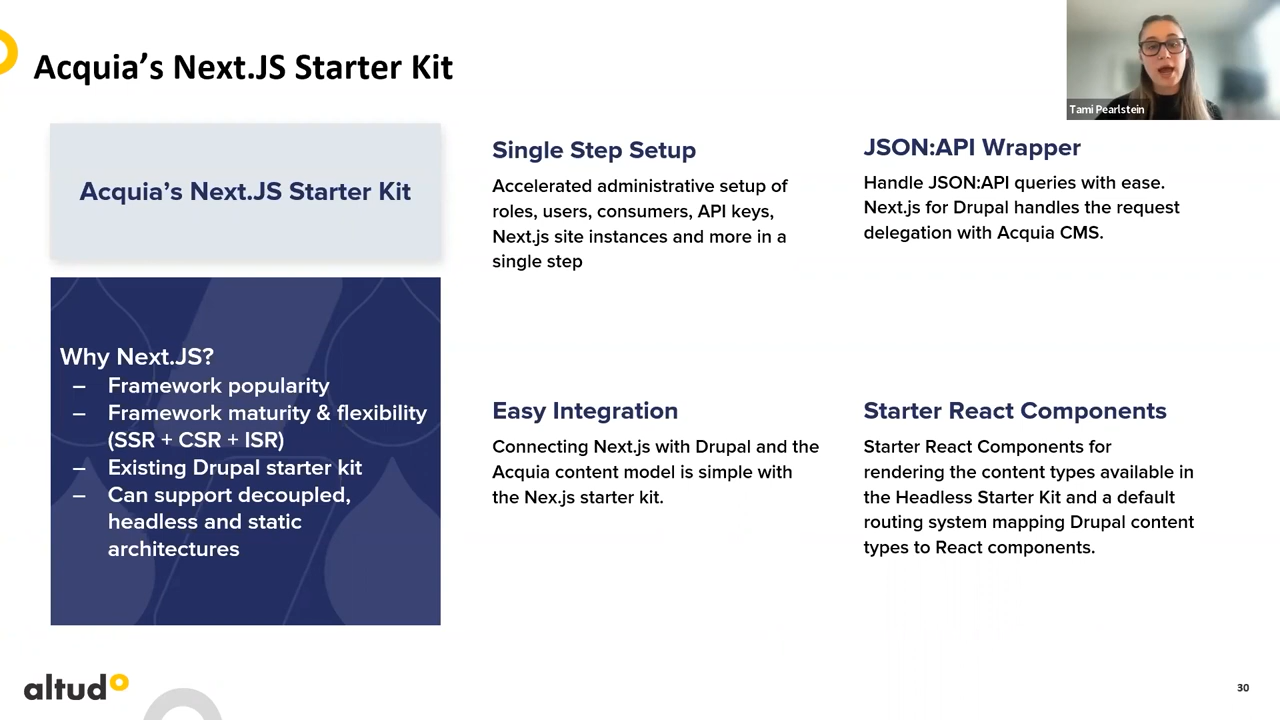 Acquia’s Next.JS Starter Kit
Tami Pearlstein
Acquia’s Next.JS Starter Kit
Why Next.JS?
– Framework popularity
– Framework maturity & flexibility
(SSR + CSR + ISR)
– Existing Drupal starter kit
– Can support decoupled,
headless and static
architectures
Single Step Setup
Accelerated administrative setup of
roles, users, consumers, API keys,
Next.js site instances and more in a
single step
JSON:API Wrapper
Handle JSON:API queries with ease.
Next.js for Drupal handles the request
delegation with Acquia CMS.
Easy Integration
Connecting Next.js with Drupal and the
Acquia content model is simple with
the Nex.js starter kit.
Starter React Components
Starter React Components for
rendering the content types available in
the Headless Starter Kit and a default
routing system mapping Drupal content
types to React components.
altudo
30